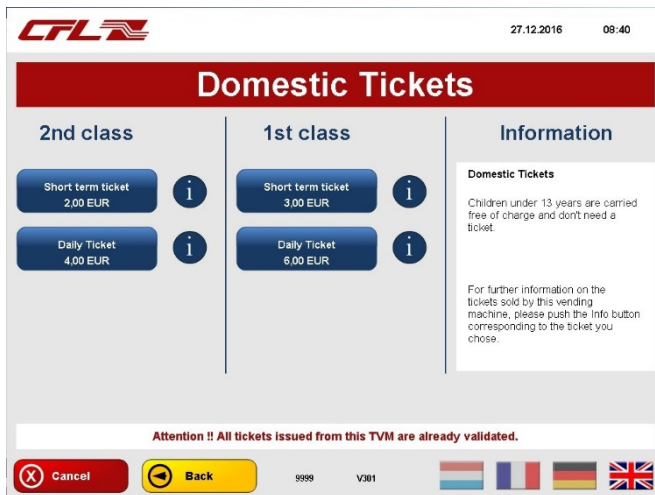 CFL
27.12.2016
08:40
Domestic Tickets
2nd class
Short term ticket
2,00 EUR
i
Daily Ticket
4,00 EUR
i
1st class
Short term ticket
3,00 EUR
i
Daily Ticket
6,00 EUR
i
Information
Domestic Tickets
Children under 13 years are carried
free of charge and don't need a
ticket.
For further information on the
tickets sold by this vending
machine, please push the Info button
corresponding to the ticket you
chose.
Attention !! All tickets issued from this TVM are already validated.
X Cancel
Back
9999
V301